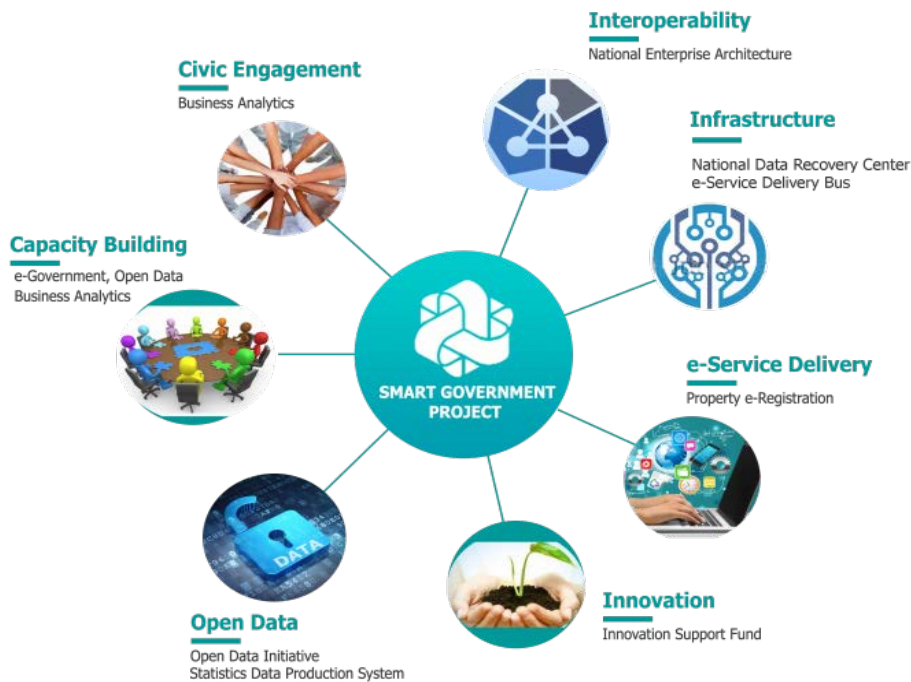 Interoperability
National Enterprise Architecture
Civic Engagement
Business Analytics
Infrastructure
National Data Recovery Center
e-Service Delivery Bus
Capacity Building
e-Government, Open Data
Business Analytics
SMART GOVERNMENT
PROJECT
e-Service Delivery
Property e-Registration
DATA
Open Data
Open Data Initiative
Statistics Data Production System
Innovation
Innovation Support Fund